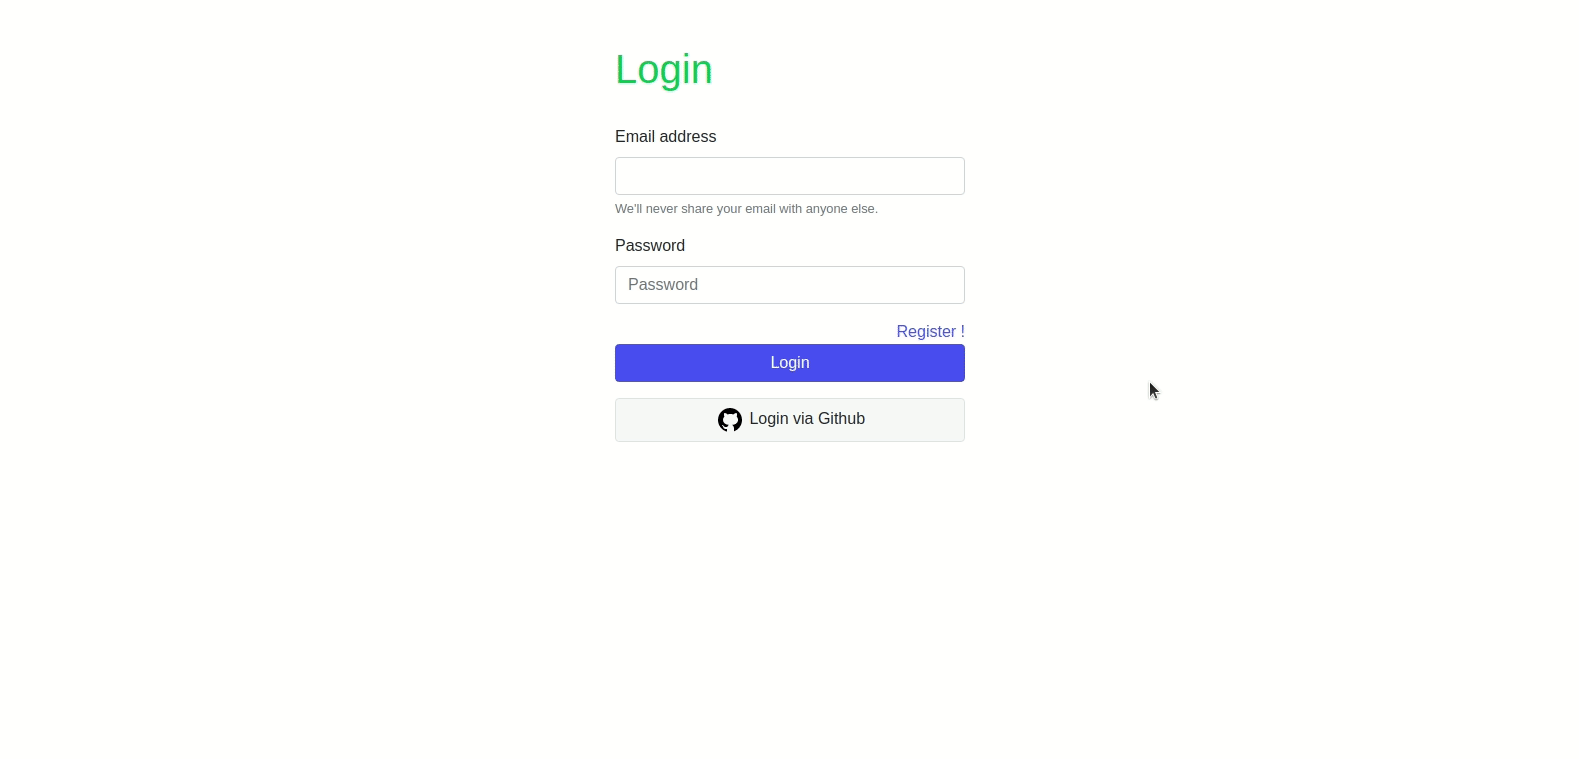 Login
Email address
We'll never share your email with anyone else.
Password
Password
Register !
Login
Login via Github